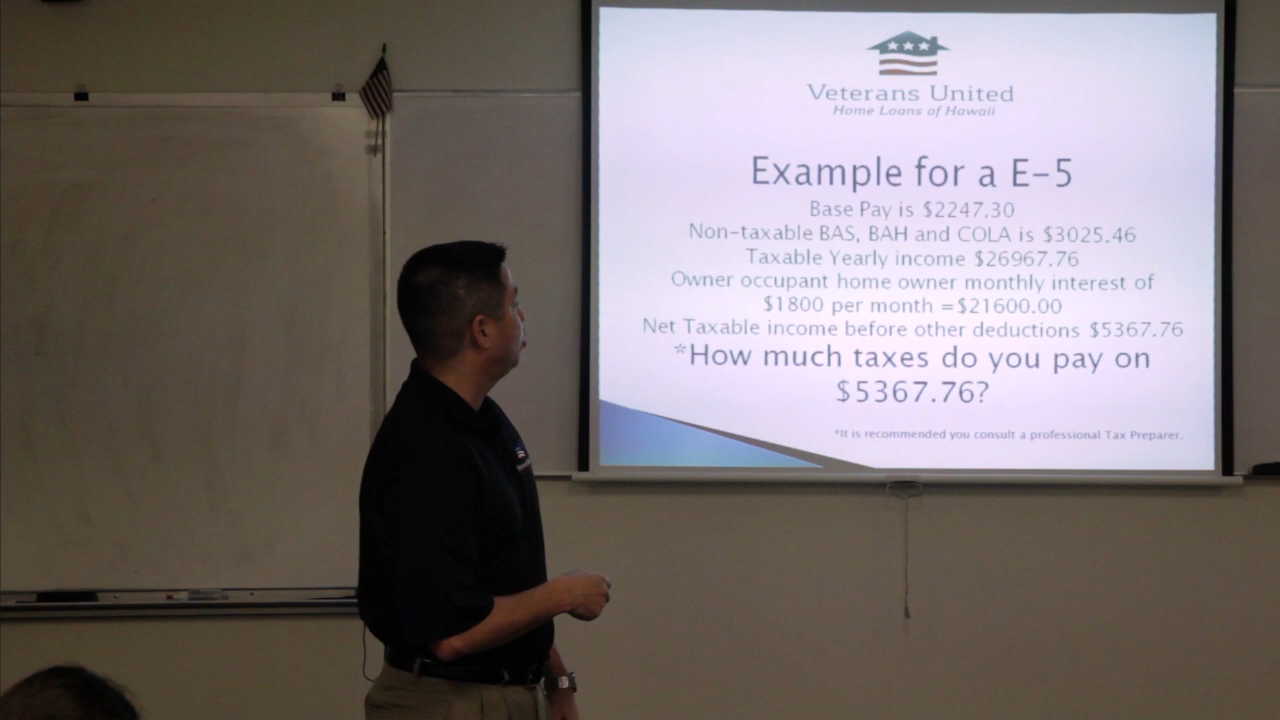 Veterans United
Home Loans of Hawaii
Example for a E-5
Base Pay is $2247.30
Non-taxable BAS, BAH and COLA is $3025.46
Taxable Yearly income $26967.76
Owner occupant home owner monthly interest of
$1800 per month =$21600.00
Net Taxable income before other deductions $5367.76
*How much taxes do you pay on
$5367.76?
*It is recommended you consult a professional Tax Preparer.